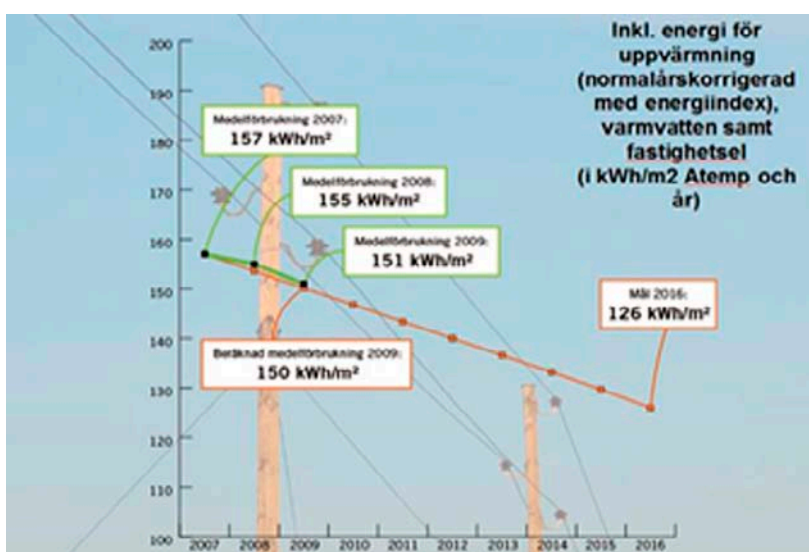 Inkl. energi för
uppvärmning
(normalårskorrigerad
med energiindex),
varmvatten samt
fastighetsel
(i kWh/m2 Atemp och
år)
200
190
180
170
160
150
140
130
120
110
100
Medelförbrukning 2007:
157 kWh/m²
Medelförbrukning 2008:
155 kWh/m²
Medelförbrukning 2009:
151 kWh/m²
Mål 2016:
126 kWh/m²
Beräknad medelförbrukning 2009:
150 kWh/m²
2007 2008 2009 2010 2011 2012 2013 2014 2015 2016